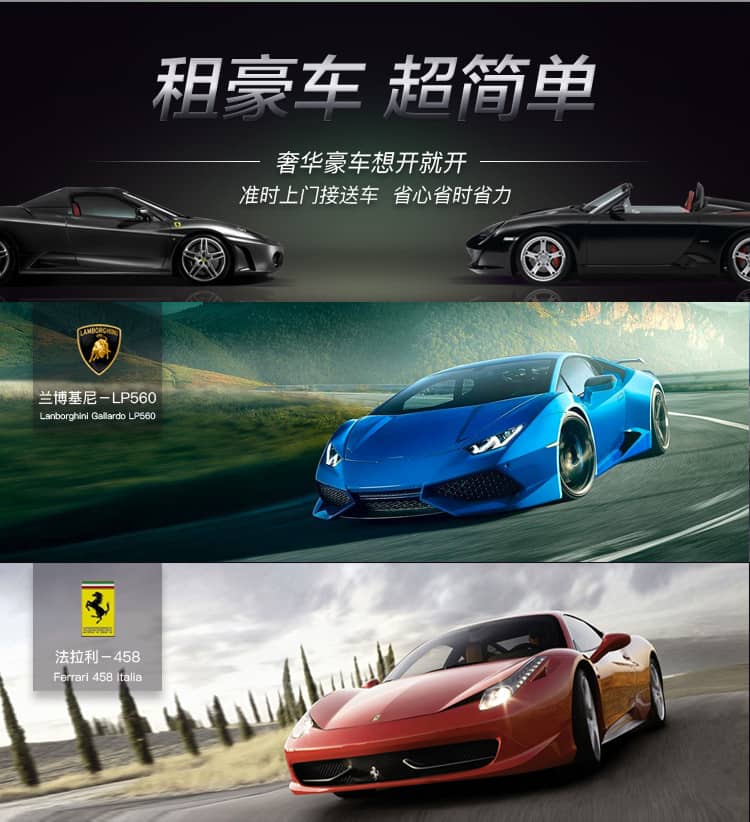 租豪车 超简单
奢华豪车想开就开
准时上门接送车 省心省时省力
LAMBORGHINI
兰博基尼－LP560
Lanborghini Gallardo LP560
法拉利－458
Ferrari 458 Italia